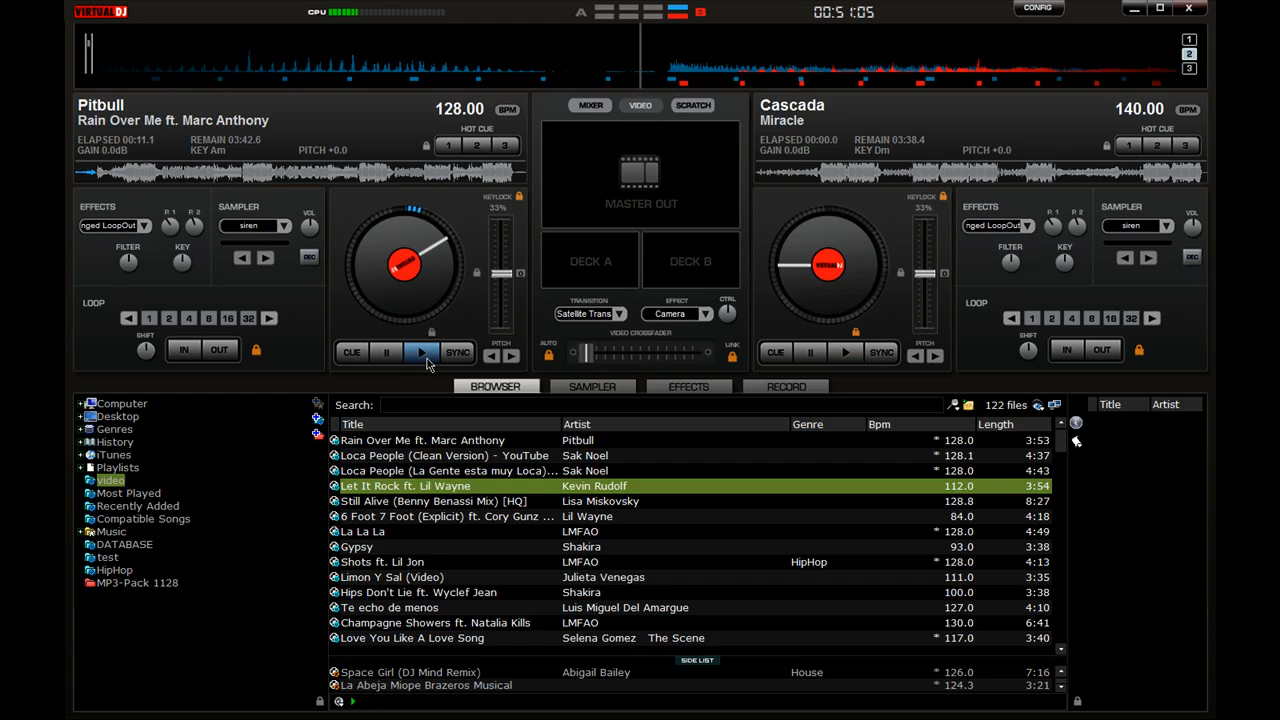 VIRTUAL DJ CPU A B 00:51:05 CONFIG
1
2
3
Pitbull 128.00 BPM
Rain Over Me ft. Marc Anthony
ELAPSED 00:11.1 REMAIN 03:42.6 HOT CUE
GAIN 0.0dB KEY Am PITCH +0.0 1 2 3
MIXER VIDEO SCRATCH
MASTER OUT
DECK A DECK B
TRANSITION EFFECT CTRL
Satellite Trans Camera
VIDEO CROSSFADER
AUTO LINK
Cascada 140.00 BPM
Miracle
ELAPSED 00:00.0 REMAIN 03:38.4 HOT CUE
GAIN 0.0dB KEY Dm PITCH +0.0 1 2 3
EFFECTS P. 1 P. 2 SAMPLER VOL
nged LoopOut siren
FILTER KEY REC
LOOP
1 2 4 8 16 32
SHIFT IN OUT
KEYLOCK
33%
CUE SYNC PITCH
KEYLOCK
33%
CUE SYNC PITCH
EFFECTS P. 1 P. 2 SAMPLER VOL
nged LoopOut siren
FILTER KEY REC
LOOP
1 2 4 8 16 32
SHIFT IN OUT
BROWSER SAMPLER EFFECTS RECORD
Computer
Desktop
Genres
History
iTunes
Playlists
video
Most Played
Recently Added
Compatible Songs
Music
DATABASE
test
HipHop
MP3-Pack 1128
Search: 122 files
Title Artist Genre Bpm Length
Rain Over Me ft. Marc Anthony Pitbull * 128.0 3:53
Loca People (Clean Version) - YouTube Sak Noel * 128.1 4:37
Loca People (La Gente esta muy Loca)... Sak Noel * 128.0 4:43
Let It Rock ft. Lil Wayne Kevin Rudolf 112.0 3:54
Still Alive (Benny Benassi Mix) [HQ] Lisa Miskovsky * 128.8 8:27
6 Foot 7 Foot (Explicit) ft. Cory Gunz ... Lil Wayne 84.0 4:18
La La La LMFAO * 128.0 4:49
Gypsy Shakira 93.0 3:38
Shots ft. Lil Jon LMFAO HipHop * 128.0 4:13
Limon Y Sal (Video) Julieta Venegas 111.0 3:35
Hips Don't Lie ft. Wyclef Jean Shakira 100.0 3:38
Te echo de menos Luis Miguel Del Amargue 127.0 4:10
Champagne Showers ft. Natalia Kills LMFAO 130.0 6:41
Love You Like A Love Song Selena Gomez The Scene * 117.0 3:40
SIDE LIST
Space Girl (DJ Mind Remix) Abigail Bailey House * 126.0 7:16
La Abeja Miope Brazeros Musical * 124.3 3:21
Title Artist